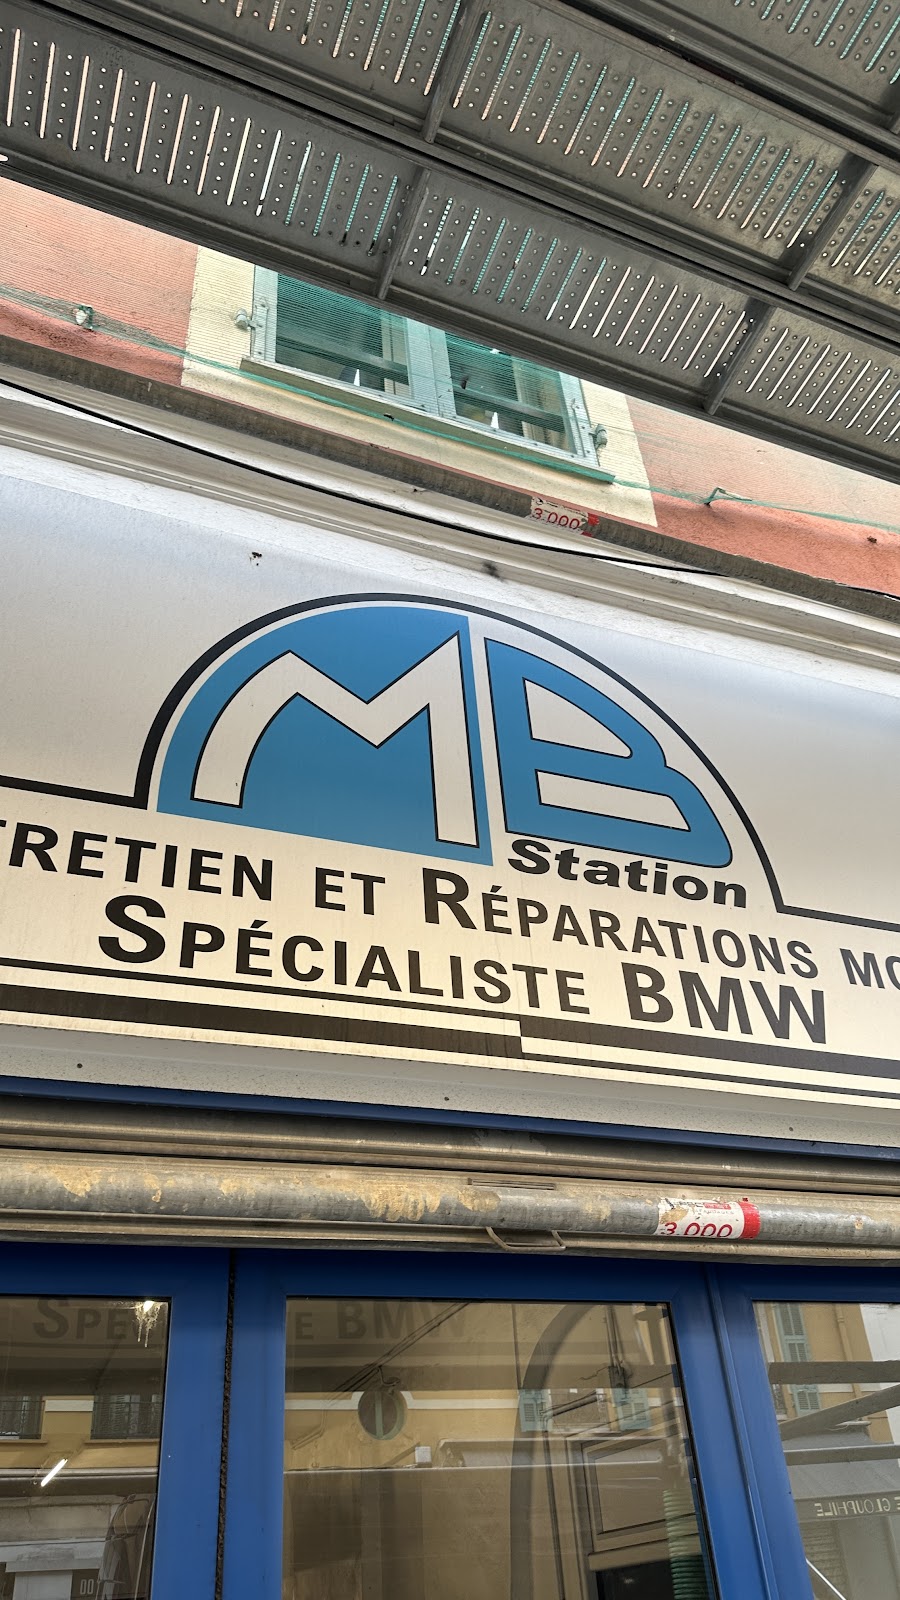 3.000
MB
Station
TRETIEN ET RÉPARATIONS MO
SPÉCIALISTE BMW
3.000